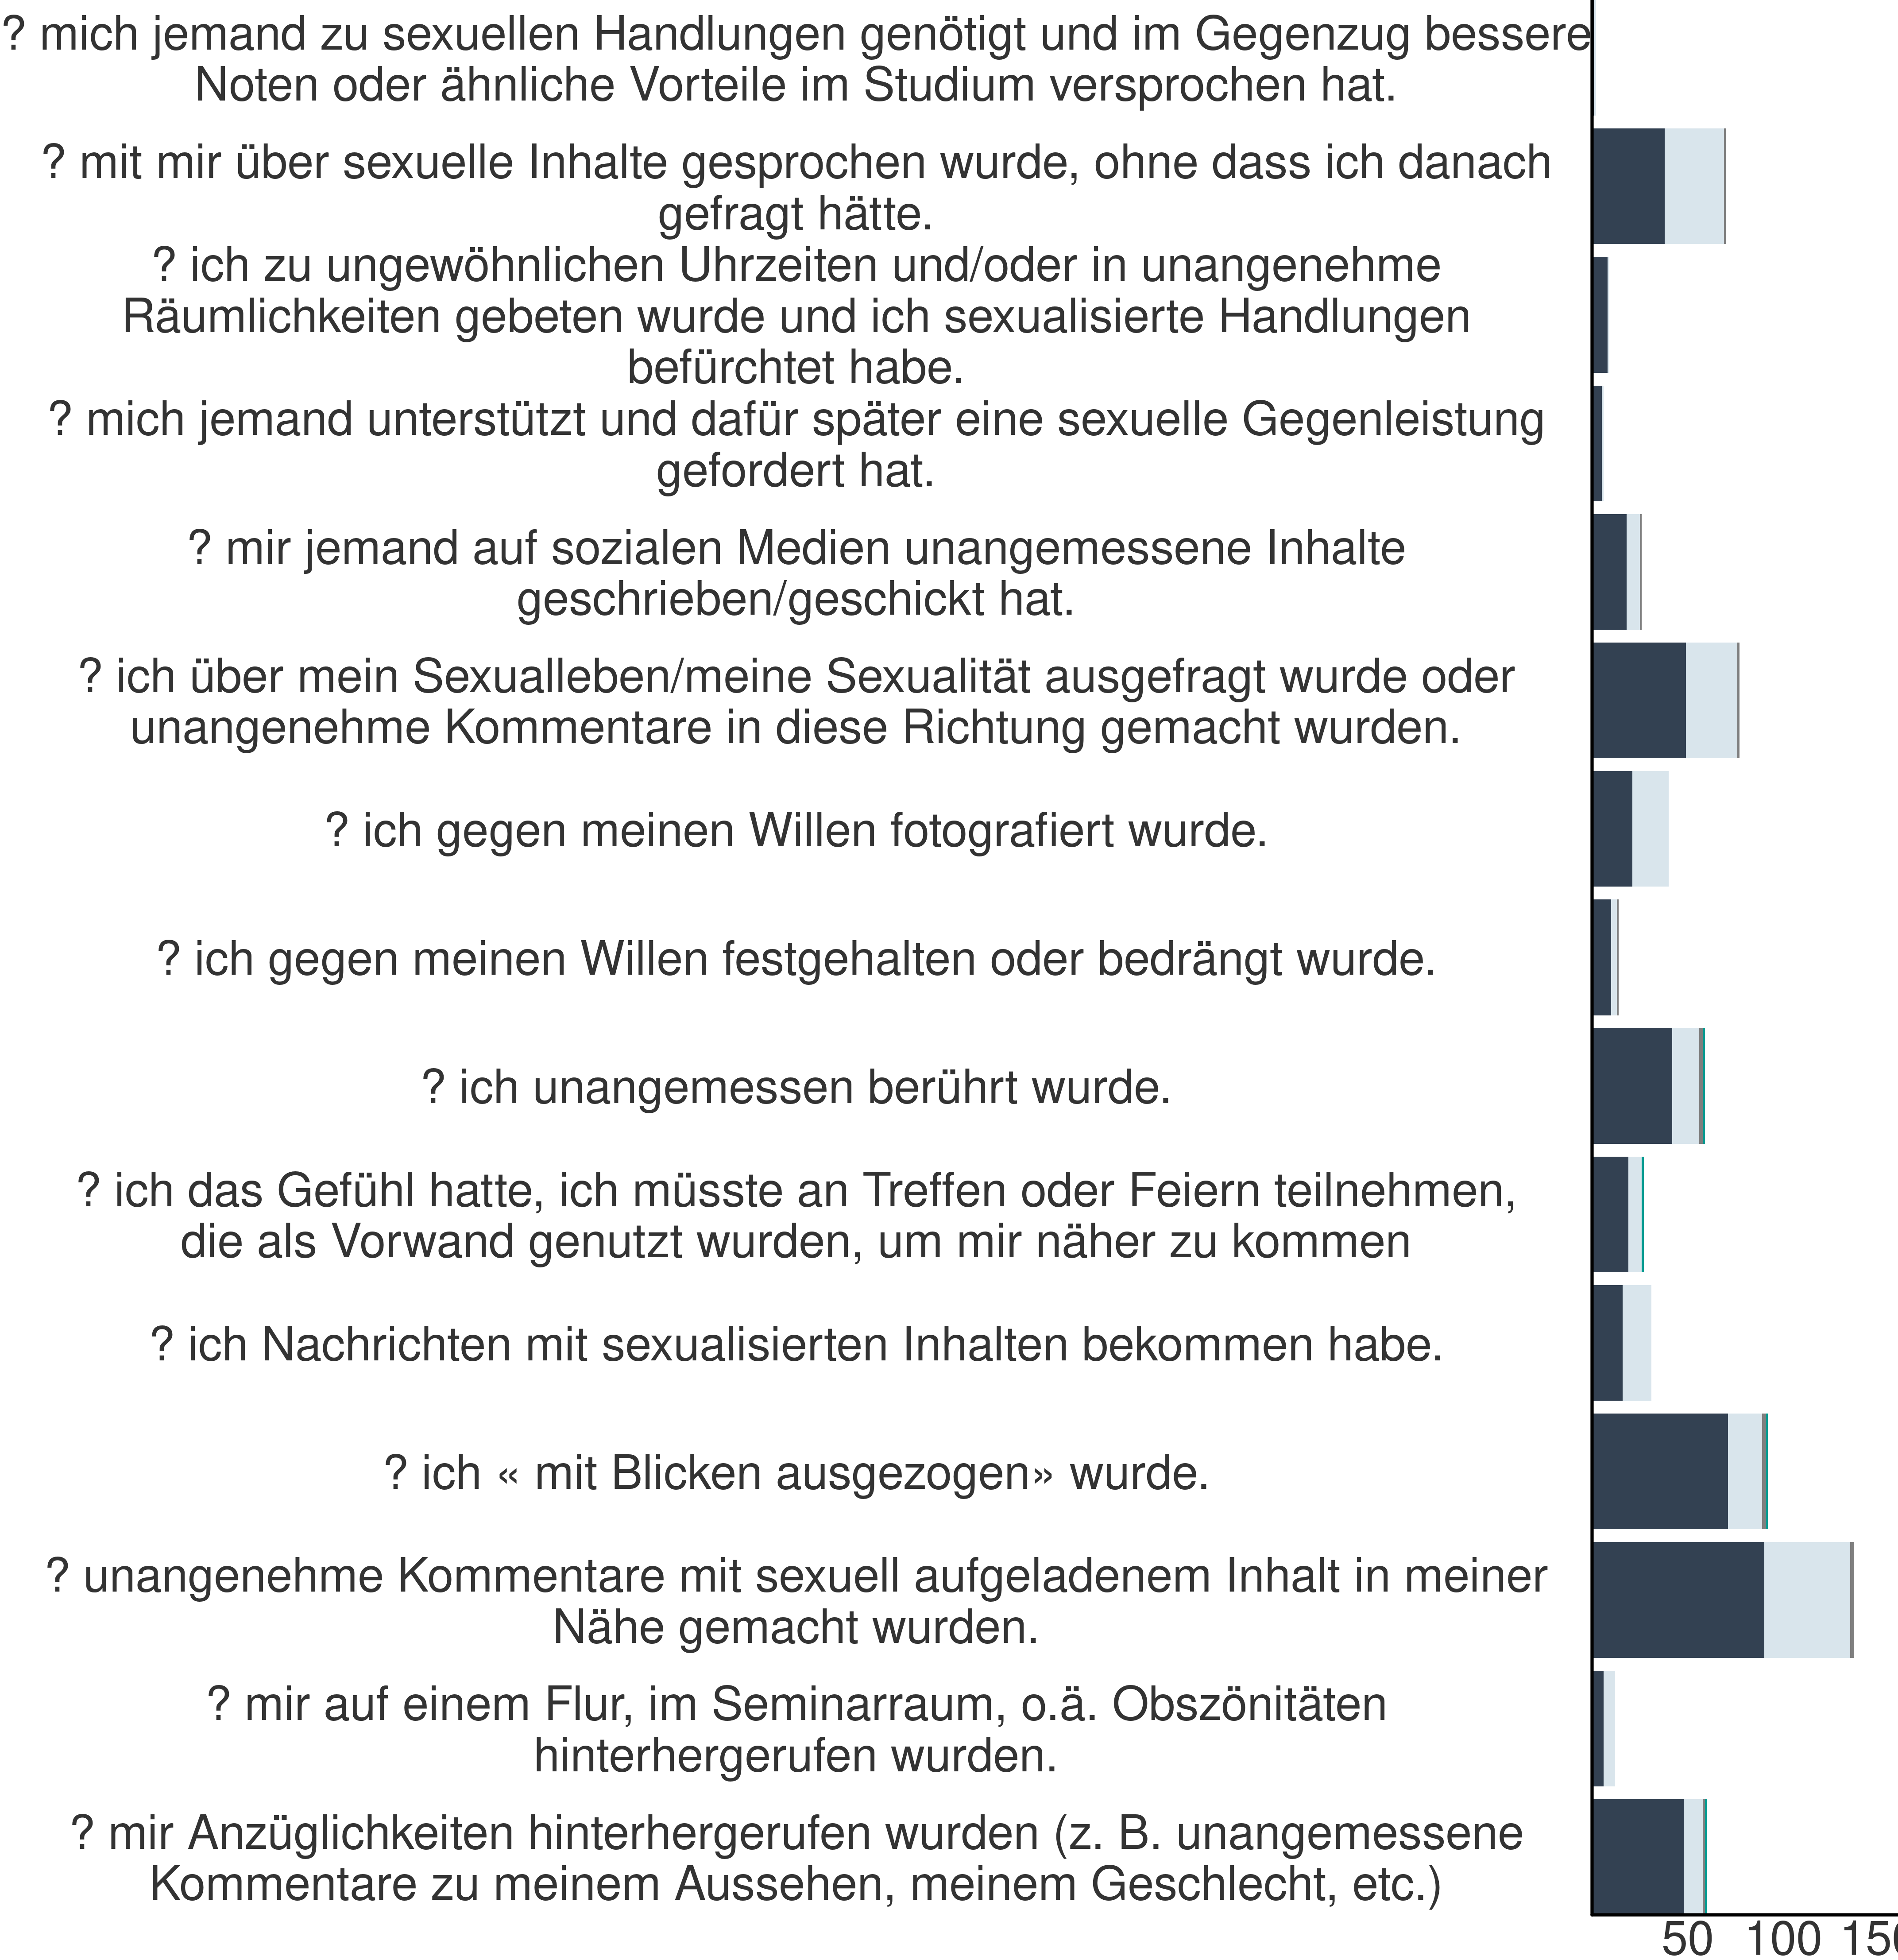 ? mich jemand zu sexuellen Handlungen genötigt und im Gegenzug bessere
Noten oder ähnliche Vorteile im Studium versprochen hat.
? mit mir über sexuelle Inhalte gesprochen wurde, ohne dass ich danach
gefragt hätte.
? ich zu ungewöhnlichen Uhrzeiten und/oder in unangenehme
Räumlichkeiten gebeten wurde und ich sexualisierte Handlungen
befürchtet habe.
? mich jemand unterstützt und dafür später eine sexuelle Gegenleistung
gefordert hat.
? mir jemand auf sozialen Medien unangemessene Inhalte
geschrieben/geschickt hat.
? ich über mein Sexualleben/meine Sexualität ausgefragt wurde oder
unangenehme Kommentare in diese Richtung gemacht wurden.
? ich gegen meinen Willen fotografiert wurde.
? ich gegen meinen Willen festgehalten oder bedrängt wurde.
? ich unangemessen berührt wurde.
? ich das Gefühl hatte, ich müsste an Treffen oder Feiern teilnehmen,
die als Vorwand genutzt wurden, um mir näher zu kommen
? ich Nachrichten mit sexualisierten Inhalten bekommen habe.
? ich « mit Blicken ausgezogen» wurde.
? unangenehme Kommentare mit sexuell aufgeladenem Inhalt in meiner
Nähe gemacht wurden.
? mir auf einem Flur, im Seminarraum, o.ä. Obszönitäten
hinterhergerufen wurden.
? mir Anzüglichkeiten hinterhergerufen wurden (z. B. unangemessene
Kommentare zu meinem Aussehen, meinem Geschlecht, etc.)
50 100 150